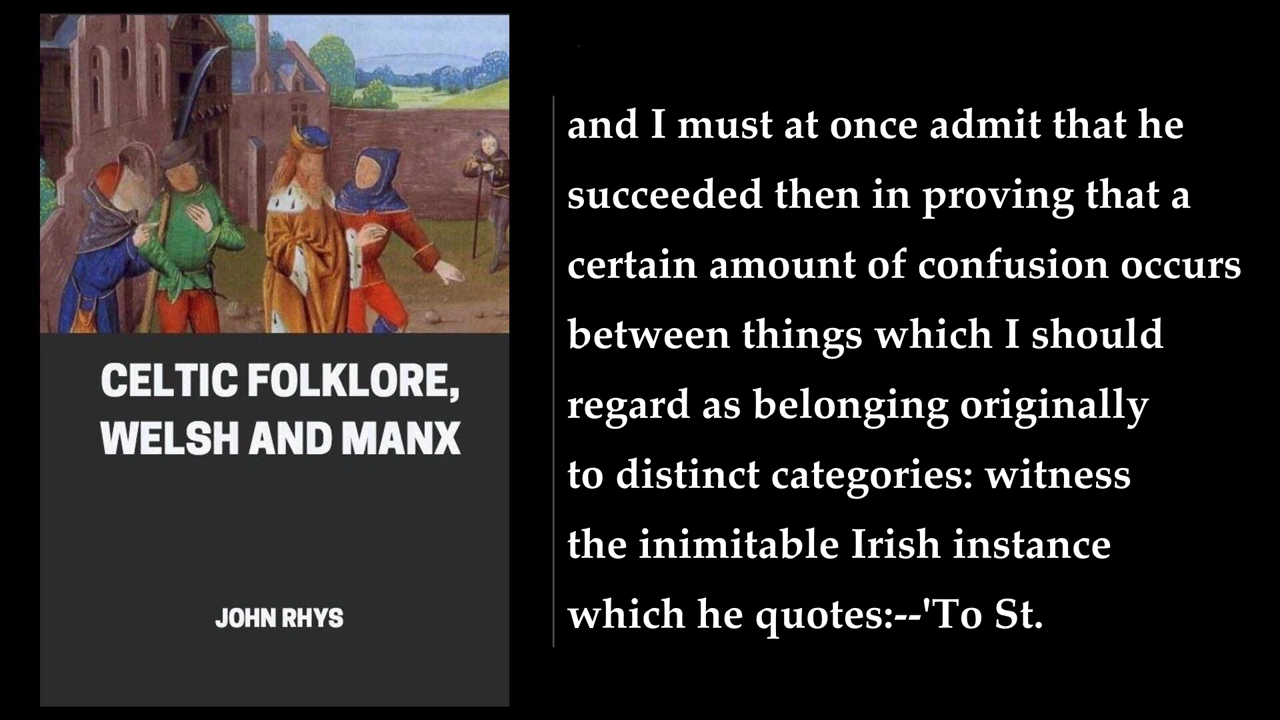 CELTIC FOLKLORE,
WELSH AND MANX
JOHN RHYS
and I must at once admit that he
succeeded then in proving that a
certain amount of confusion occurs
between things which I should
regard as belonging originally
to distinct categories: witness
the inimitable Irish instance
which he quotes:--'To St.